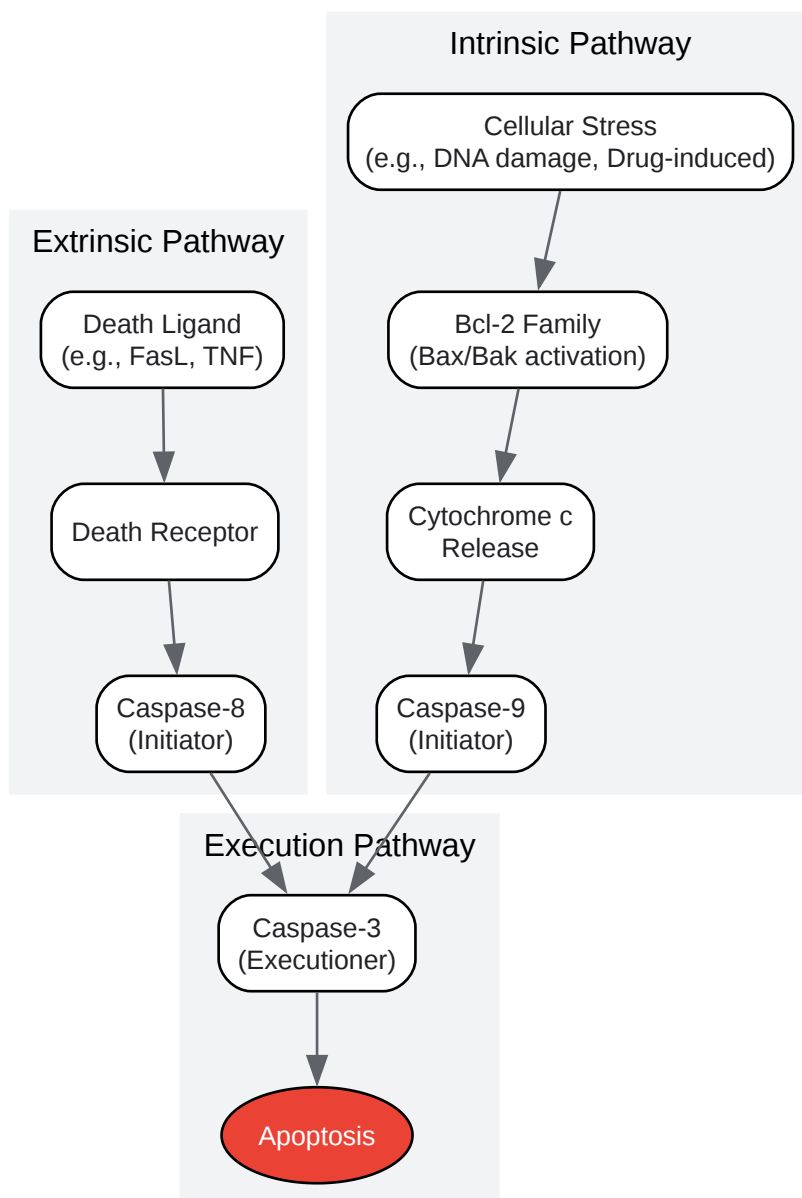 Intrinsic Pathway
Cellular Stress
(e.g., DNA damage, Drug-induced)
Bcl-2 Family
(Bax/Bak activation)
Cytochrome c
Release
Caspase-9
(Initiator)
Extrinsic Pathway
Death Ligand
(e.g., FasL, TNF)
Death Receptor
Caspase-8
(Initiator)
Execution Pathway
Caspase-3
(Executioner)
Apoptosis